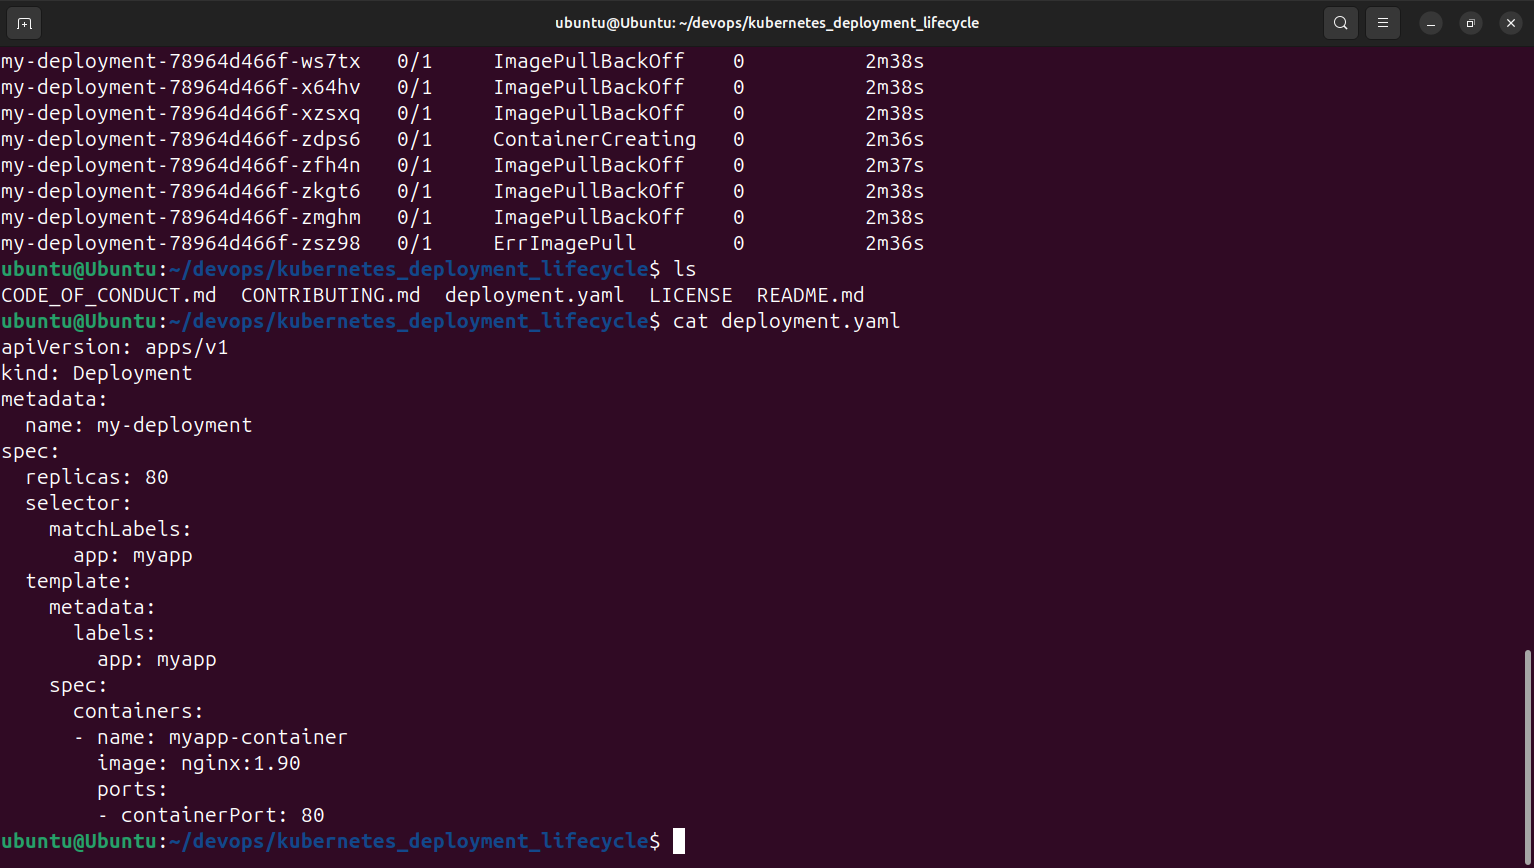 ubuntu@Ubuntu: ~/devops/kubernetes_deployment_lifecycle
my-deployment-78964d466f-ws7tx   0/1     ImagePullBackOff    0          2m38s
my-deployment-78964d466f-x64hv   0/1     ImagePullBackOff    0          2m38s
my-deployment-78964d466f-xzsxq   0/1     ImagePullBackOff    0          2m38s
my-deployment-78964d466f-zdps6   0/1     ContainerCreating   0          2m36s
my-deployment-78964d466f-zfh4n   0/1     ImagePullBackOff    0          2m37s
my-deployment-78964d466f-zkgt6   0/1     ImagePullBackOff    0          2m38s
my-deployment-78964d466f-zmghm   0/1     ImagePullBackOff    0          2m38s
my-deployment-78964d466f-zsz98   0/1     ErrImagePull        0          2m36s
ubuntu@Ubuntu:~/devops/kubernetes_deployment_lifecycle$ ls
CODE_OF_CONDUCT.md  CONTRIBUTING.md  deployment.yaml  LICENSE  README.md
ubuntu@Ubuntu:~/devops/kubernetes_deployment_lifecycle$ cat deployment.yaml
apiVersion: apps/v1
kind: Deployment
metadata:
  name: my-deployment
spec:
  replicas: 80
  selector:
    matchLabels:
      app: myapp
  template:
    metadata:
      labels:
        app: myapp
    spec:
      containers:
      - name: myapp-container
        image: nginx:1.90
        ports:
        - containerPort: 80
ubuntu@Ubuntu:~/devops/kubernetes_deployment_lifecycle$